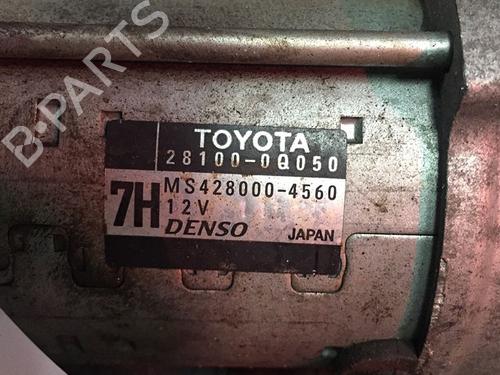 B-PARTS
TOYOTA
28100-0Q050
7H MS428000-4560
12V
DENSO JAPAN